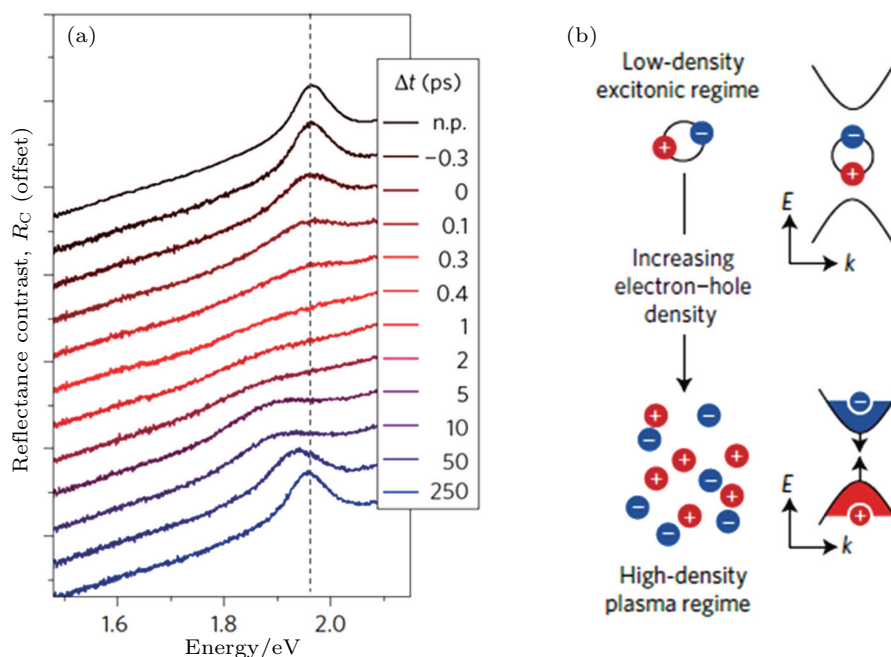 (a)
Reflectance contrast, R_C (offset)
Δt (ps)
n.p.
−0.3
0
0.1
0.3
0.4
1
2
5
10
50
250
1.6
1.8
2.0
Energy/eV
(b)
Low-density
excitonic regime
+
−
−
+
E
k
Increasing
electron−hole
density
+
−
−
+
+
+
−
+
−
+
−
−
−
E
k
+
High-density
plasma regime